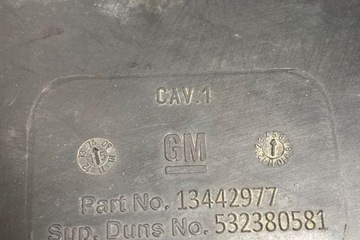 CAV.1
GM
Part No. 13442977
Sup. Duns No. 532380581